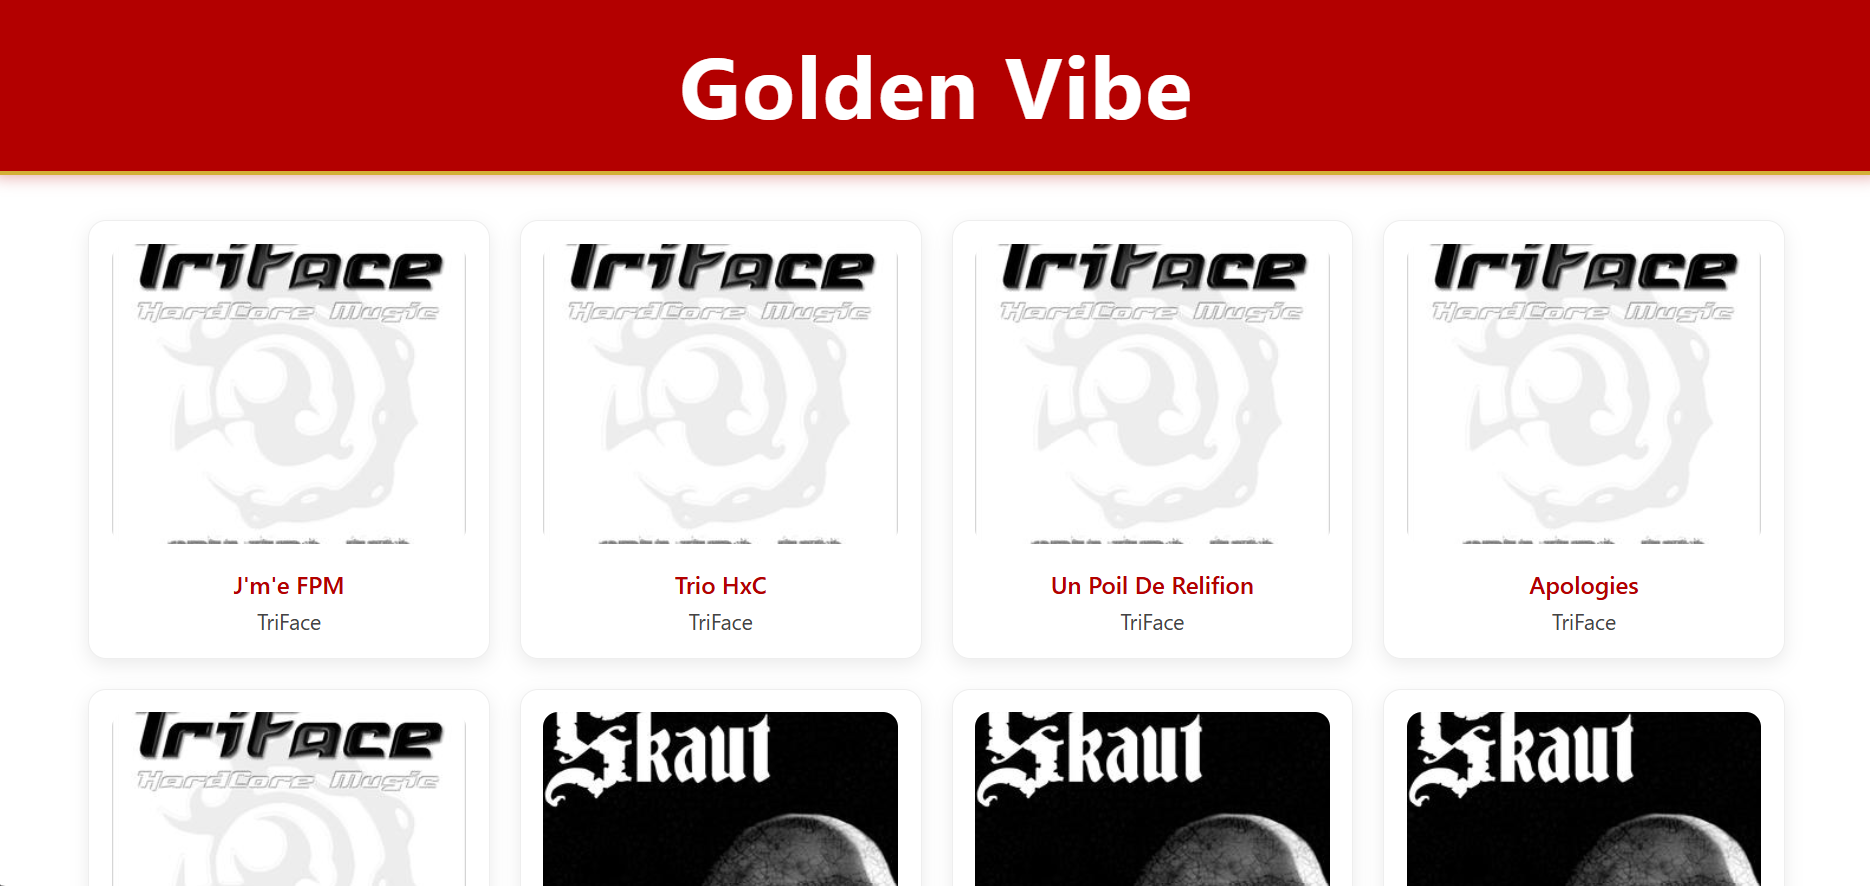 Golden Vibe
TriFace
HardCore Music
TriFace
HardCore Music
TriFace
HardCore Music
TriFace
HardCore Music
J'm'e FPM
Trio HxC
Un Poil De Relifion
Apologies
TriFace
TriFace
TriFace
TriFace
TriFace
HardCore Music
Skaut
Skaut
Skaut